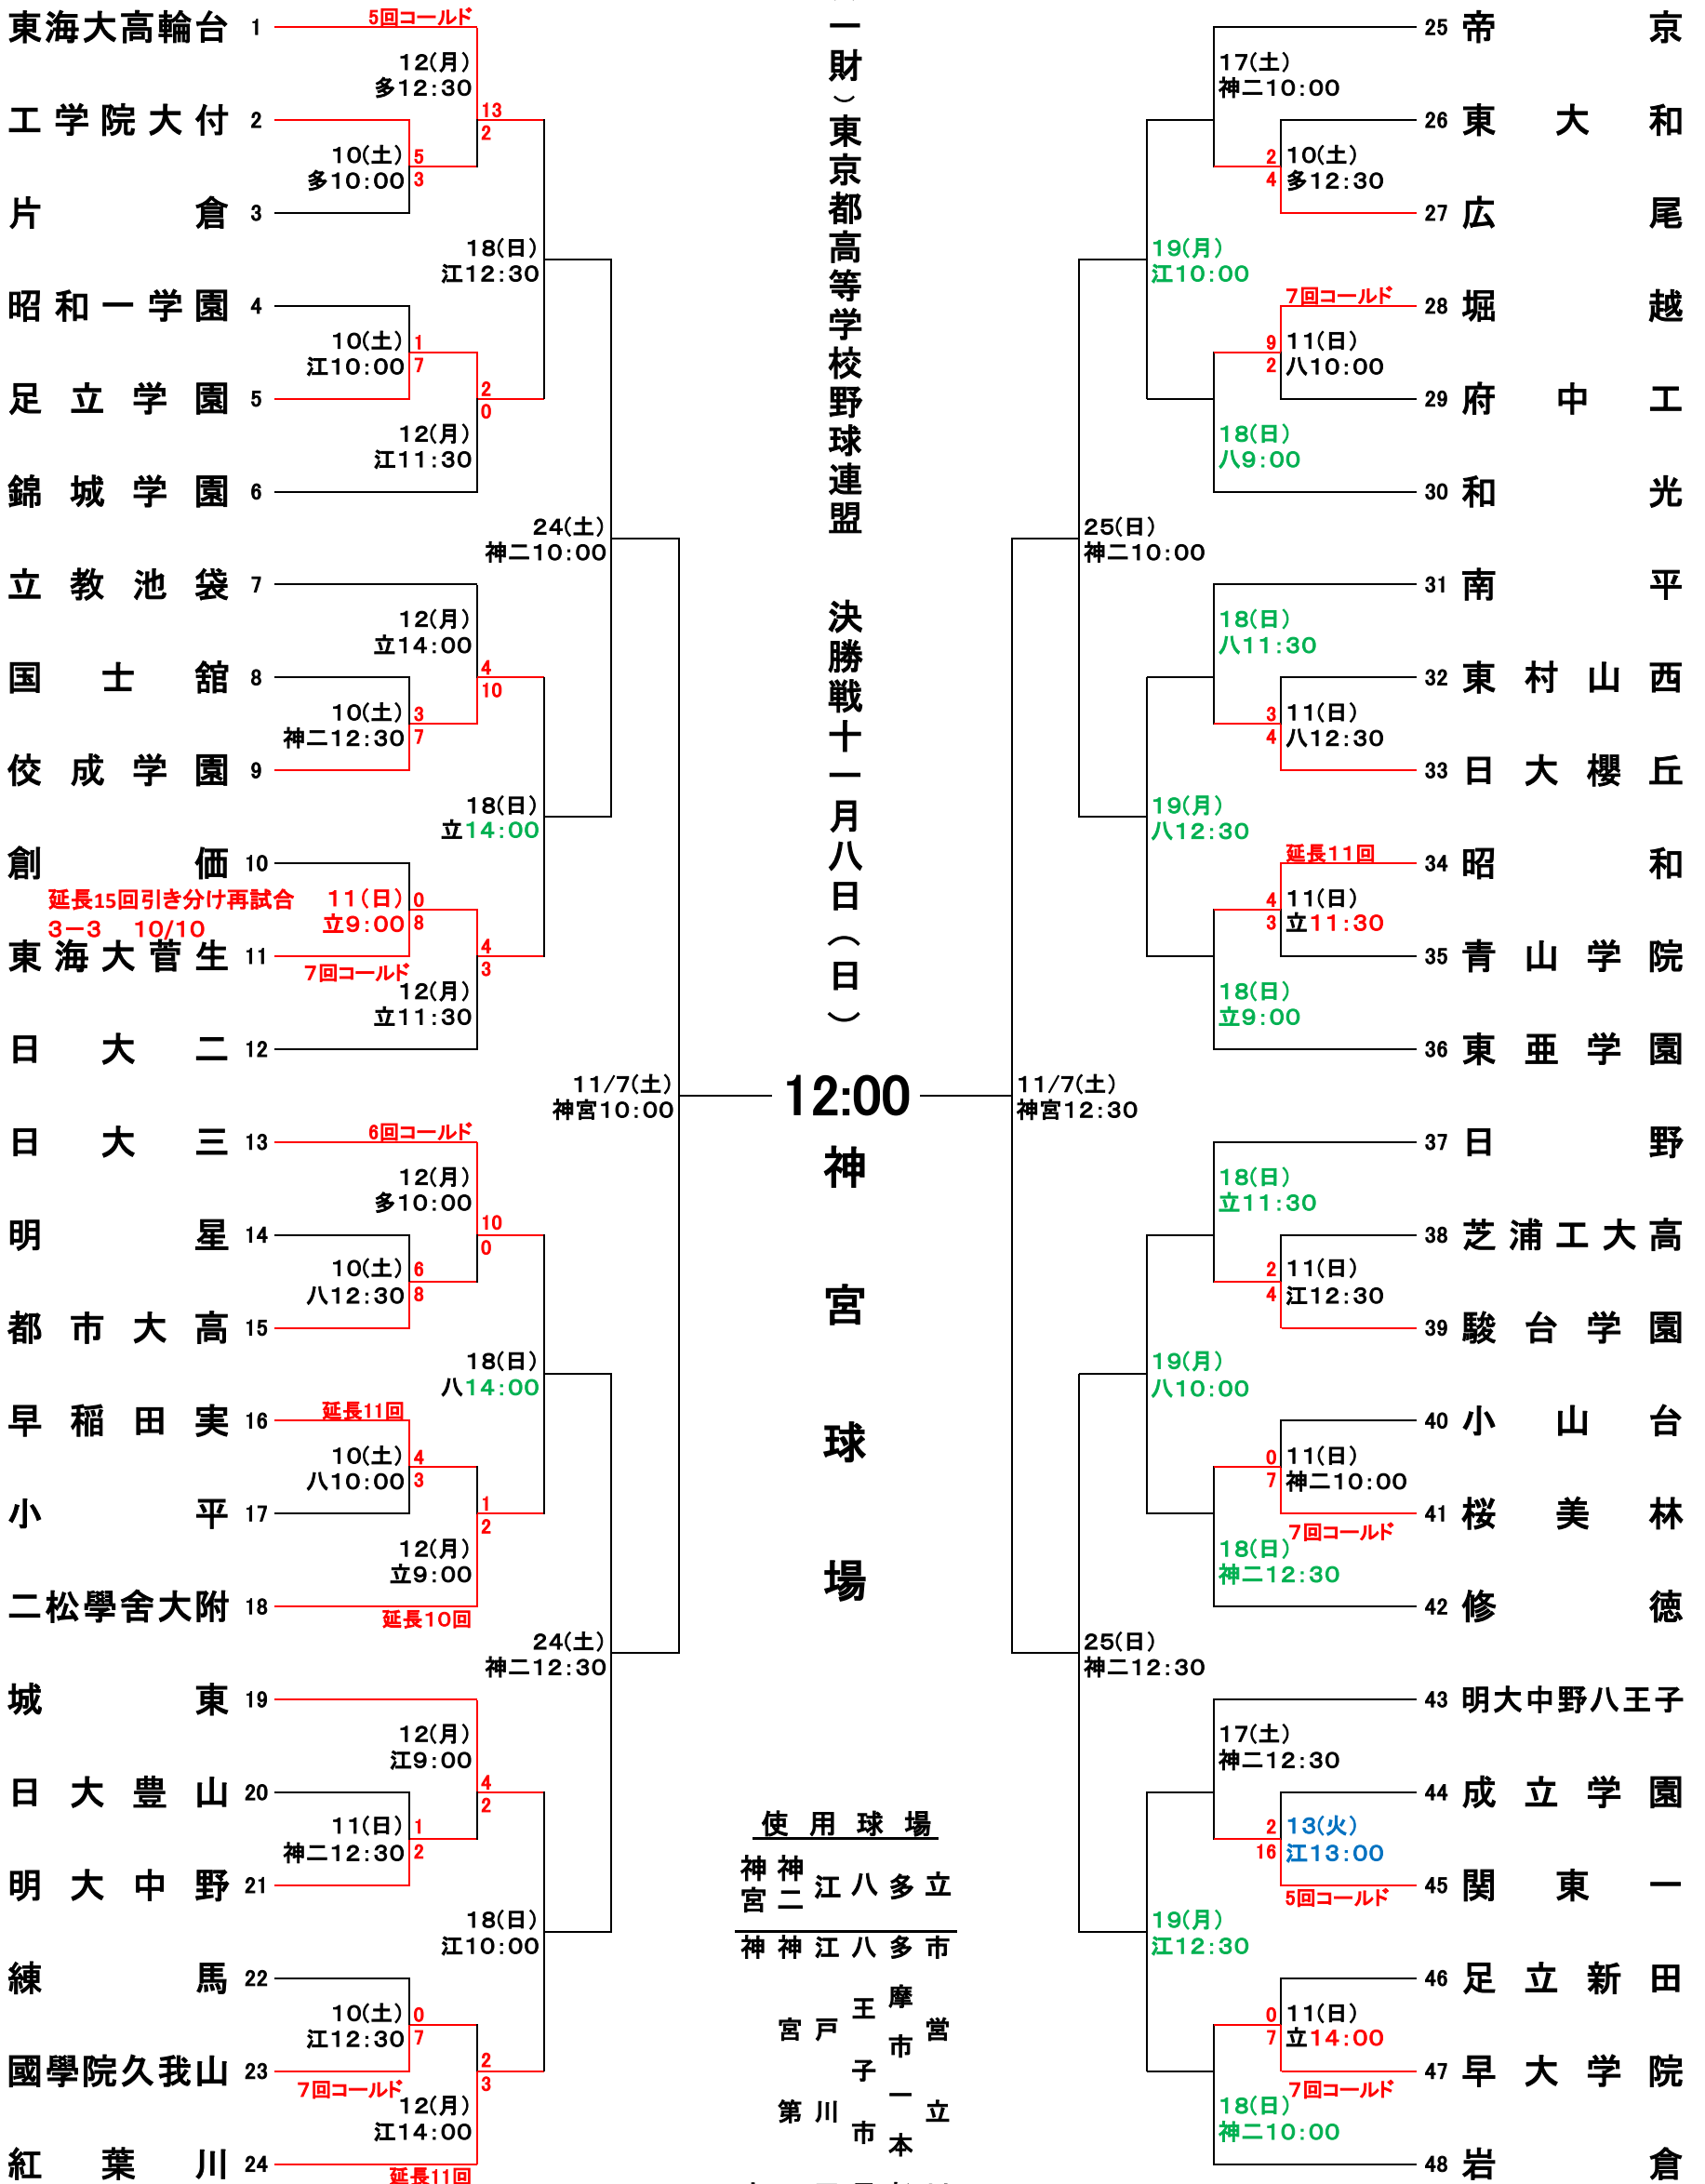 東海大高輪台 1
5回コールド
12(月)
多12:30
13
2
工学院大付 2
10(土)
多10:00
5
3
片倉 3
18(日)
江12:30
昭和一学園 4
10(土)
江10:00
1
7
足立学園 5
2
0
12(月)
江11:30
錦城学園 6
24(土)
神二10:00
立教池袋 7
12(月)
立14:00
国士舘 8
4
10
10(土)
神二12:30
3
7
佼成学園 9
18(日)
立14:00
創価 10
延長15回引き分け再試合
3－3 10/10
11(日)
立9:00
0
8
東海大菅生 11
7回コールド
4
3
12(月)
立11:30
日大二 12
11/7(土)
神宮10:00
日大三 13
6回コールド
12(月)
多10:00
明星 14
10
0
10(土)
八12:30
6
8
都市大高 15
18(日)
八14:00
早稲田実 16
延長11回
10(土)
八10:00
4
3
小平 17
1
2
12(月)
立9:00
二松學舍大附 18
延長10回
24(土)
神二12:30
城東 19
12(月)
江9:00
日大豊山 20
4
2
11(日)
神二12:30
1
2
明大中野 21
18(日)
江10:00
練馬 22
10(土)
江12:30
0
7
國學院久我山 23
7回コールド
2
3
12(月)
江14:00
紅葉川 24
延長11回
一財）東京都高等学校野球連盟 決勝戦十一月八日（日）
12:00
神宮球場
使用球場
神宮 神二 江 八 多 立
神宮
神宮第
江戸川
八王子市
多摩市一本
市営立
25 帝京
17(土)
神二10:00
26 東大和
2
4
10(土)
多12:30
27 広尾
19(月)
江10:00
28 堀越
7回コールド
9
2
11(日)
八10:00
29 府中工
18(日)
八9:00
30 和光
25(日)
神二10:00
31 南平
18(日)
八11:30
32 東村山西
3
4
11(日)
八12:30
33 日大櫻丘
19(月)
八12:30
34 昭和
延長11回
4
3
11(日)
立11:30
35 青山学院
18(日)
立9:00
36 東亜学園
11/7(土)
神宮12:30
37 日野
18(日)
立11:30
38 芝浦工大高
2
4
11(日)
江12:30
39 駿台学園
19(月)
八10:00
40 小山台
0
7
11(日)
神二10:00
41 桜美林
7回コールド
18(日)
神二12:30
42 修徳
25(日)
神二12:30
43 明大中野八王子
17(土)
神二12:30
44 成立学園
2
16
13(火)
江13:00
45 関東一
5回コールド
19(月)
江12:30
46 足立新田
0
7
11(日)
立14:00
47 早大学院
7回コールド
18(日)
神二10:00
48 岩倉